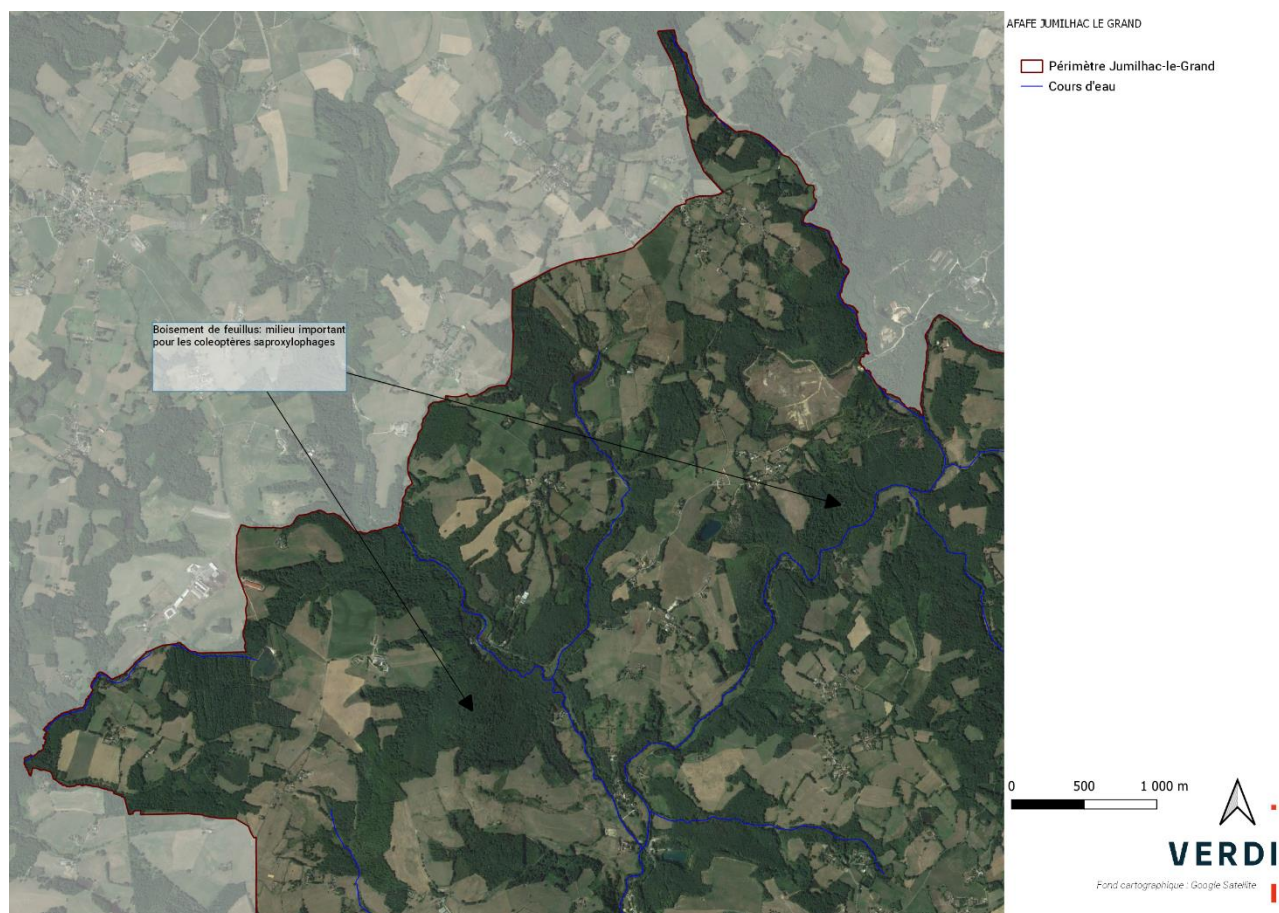 AFAFE JUMILHAC LE GRAND
Périmètre Jumilhac-le-Grand
Cours d'eau
Boisement de feuillus: milieu important
pour les coleoptères saproxylophages
0 500 1 000 m
VERDI
Fond cartographique : Google Satellite